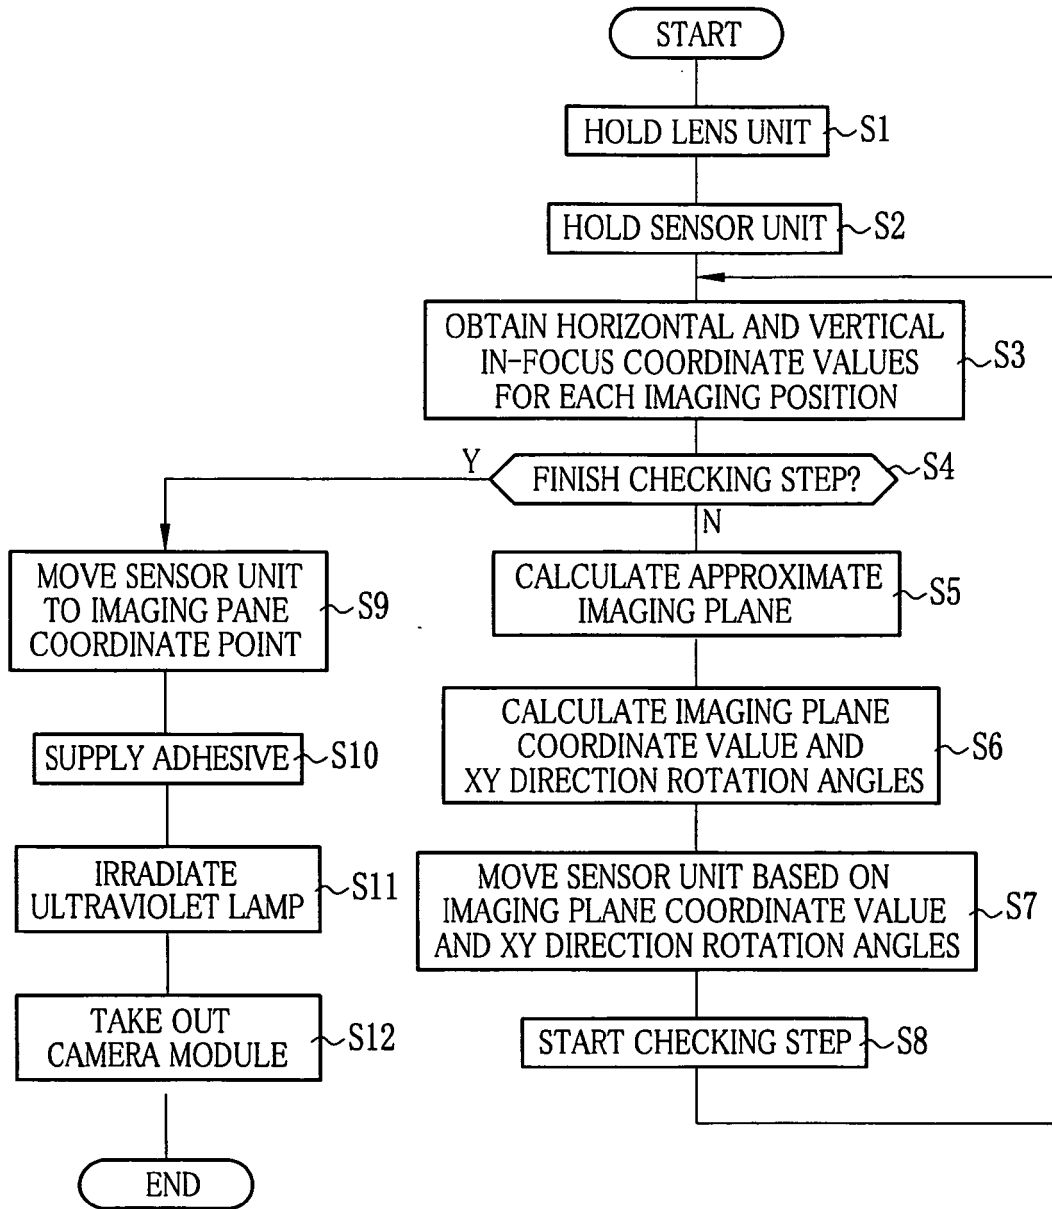 START
HOLD LENS UNIT
S1
HOLD SENSOR UNIT
S2
OBTAIN HORIZONTAL AND VERTICAL
IN-FOCUS COORDINATE VALUES
FOR EACH IMAGING POSITION
S3
FINISH CHECKING STEP?
S4
Y
N
CALCULATE APPROXIMATE
IMAGING PLANE
S5
CALCULATE IMAGING PLANE
COORDINATE VALUE AND
XY DIRECTION ROTATION ANGLES
S6
MOVE SENSOR UNIT BASED ON
IMAGING PLANE COORDINATE VALUE
AND XY DIRECTION ROTATION ANGLES
S7
START CHECKING STEP
S8
MOVE SENSOR UNIT
TO IMAGING PANE
COORDINATE POINT
S9
SUPPLY ADHESIVE
S10
IRRADIATE
ULTRAVIOLET LAMP
S11
TAKE OUT
CAMERA MODULE
S12
END